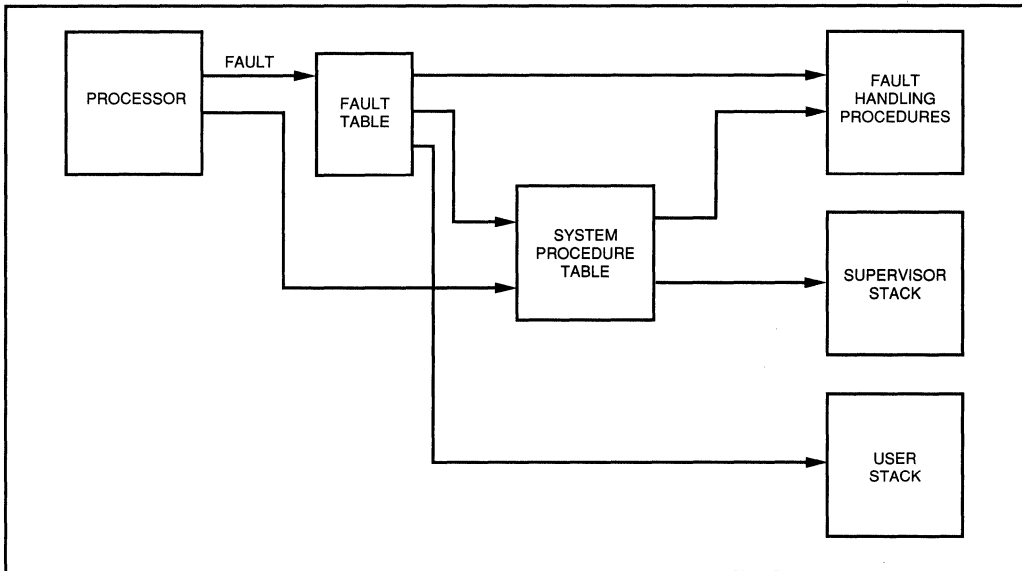 PROCESSOR
FAULT
FAULT
TABLE
SYSTEM
PROCEDURE
TABLE
FAULT
HANDLING
PROCEDURES
SUPERVISOR
STACK
USER
STACK